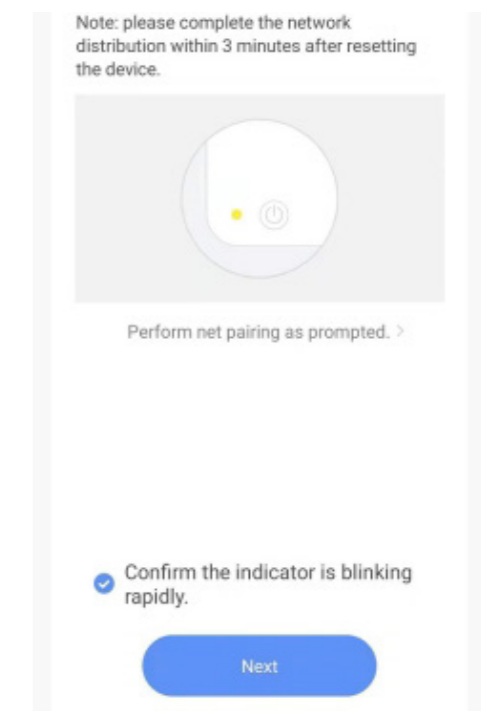 Note: please complete the network
distribution within 3 minutes after resetting
the device.
Perform net pairing as prompted. >
Confirm the indicator is blinking
rapidly.
Next